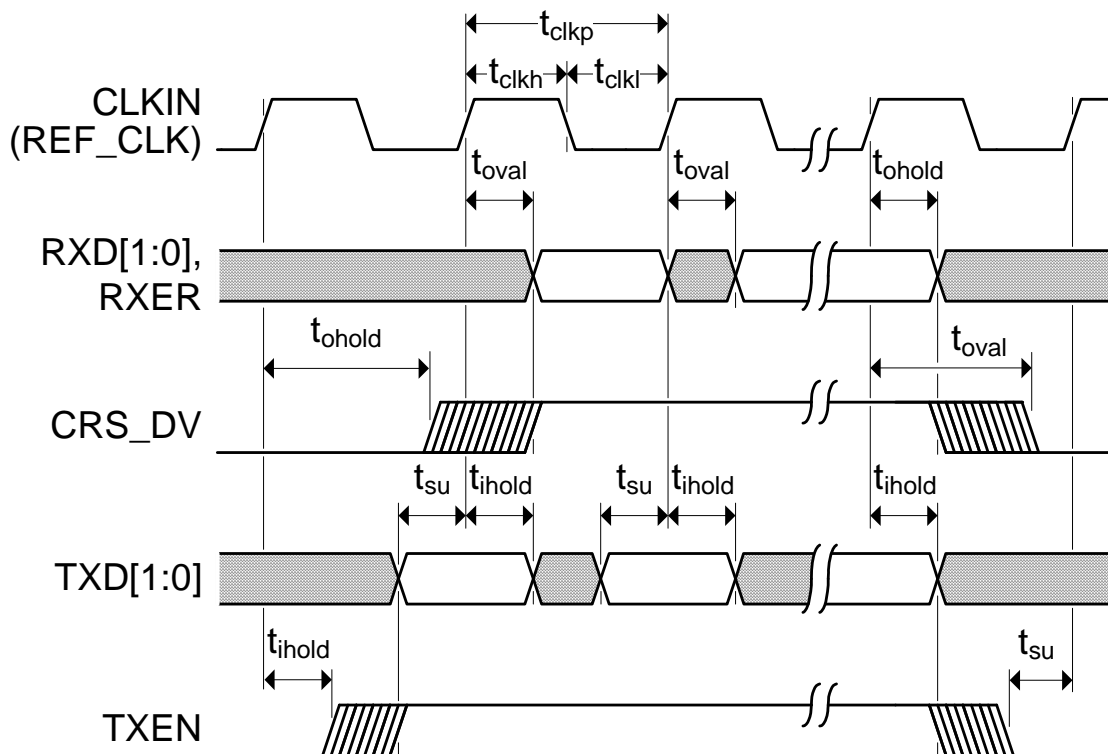 t_clkp
t_clkh t_clkl
CLKIN
(REF_CLK)
t_oval t_oval t_ohold
RXD[1:0],
RXER
t_ohold t_oval
CRS_DV
t_su t_ihold t_su t_ihold t_ihold
TXD[1:0]
t_ihold t_su
TXEN